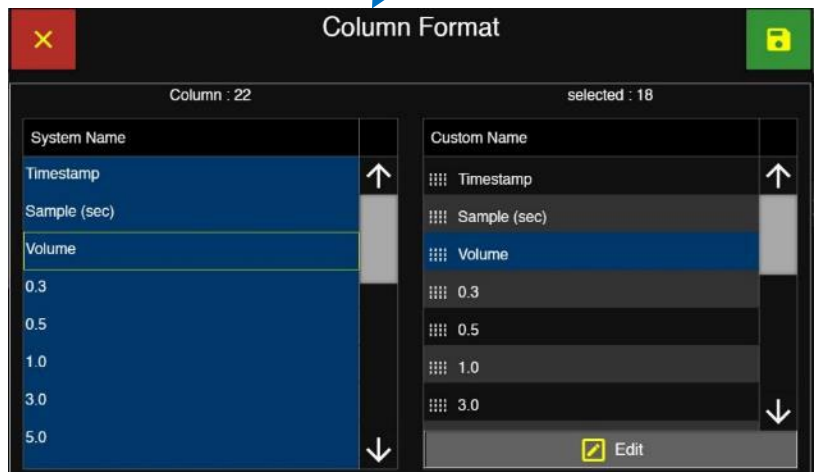 Column Format
Column : 22
selected : 18
System Name
Custom Name
Timestamp
Sample (sec)
Volume
0.3
0.5
1.0
3.0
5.0
Timestamp
Sample (sec)
Volume
0.3
0.5
1.0
3.0
Edit